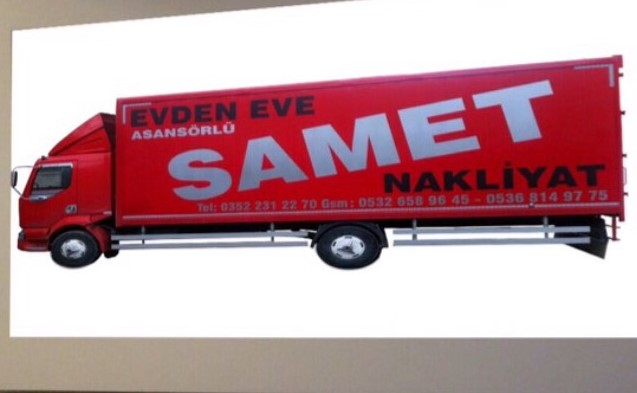 EVDEN EVE
ASANSÖRLÜ
SAMET
NAKLİYAT
Tel: 0352 231 22 70 Gsm: 0532 658 96 45 - 0536 814 97 75